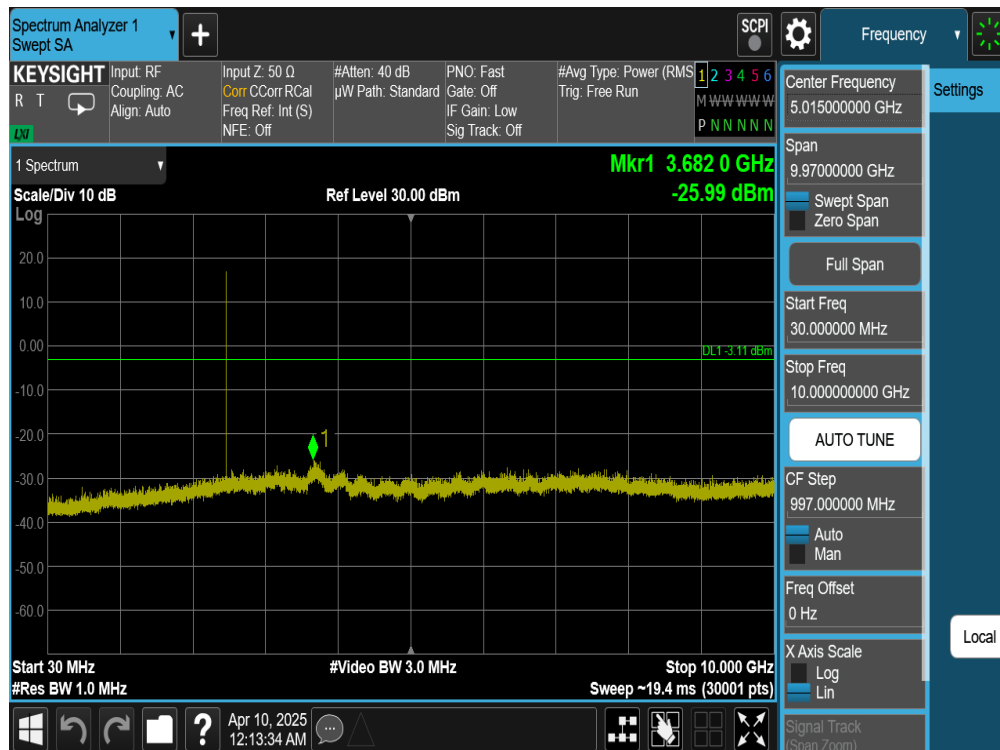 Spectrum Analyzer 1
Swept SA
+
SCPI
Frequency
KEYSIGHT
R T
LXI
Input: RF
Coupling: AC
Align: Auto
Input Z: 50 Ω
Corr CCorr RCal
Freq Ref: Int (S)
NFE: Off
#Atten: 40 dB
µW Path: Standard
PNO: Fast
Gate: Off
IF Gain: Low
Sig Track: Off
#Avg Type: Power (RMS
Trig: Free Run
1 2 3 4 5 6
M W W W W W
P N N N N N
Settings
1 Spectrum
Mkr1 3.682 0 GHz
-25.99 dBm
Scale/Div 10 dB
Ref Level 30.00 dBm
Log
20.0
10.0
0.00
-10.0
-20.0
-30.0
-40.0
-50.0
-60.0
DL1 -3.11 dBm
1
Start 30 MHz
#Video BW 3.0 MHz
Stop 10.000 GHz
#Res BW 1.0 MHz
Sweep ~19.4 ms (30001 pts)
Center Frequency
5.015000000 GHz
Span
9.97000000 GHz
Swept Span
Zero Span
Full Span
Start Freq
30.000000 MHz
Stop Freq
10.000000000 GHz
AUTO TUNE
CF Step
997.000000 MHz
Auto
Man
Freq Offset
0 Hz
X Axis Scale
Log
Lin
Signal Track
(Span Zoom)
Local
?
Apr 10, 2025
12:13:34 AM